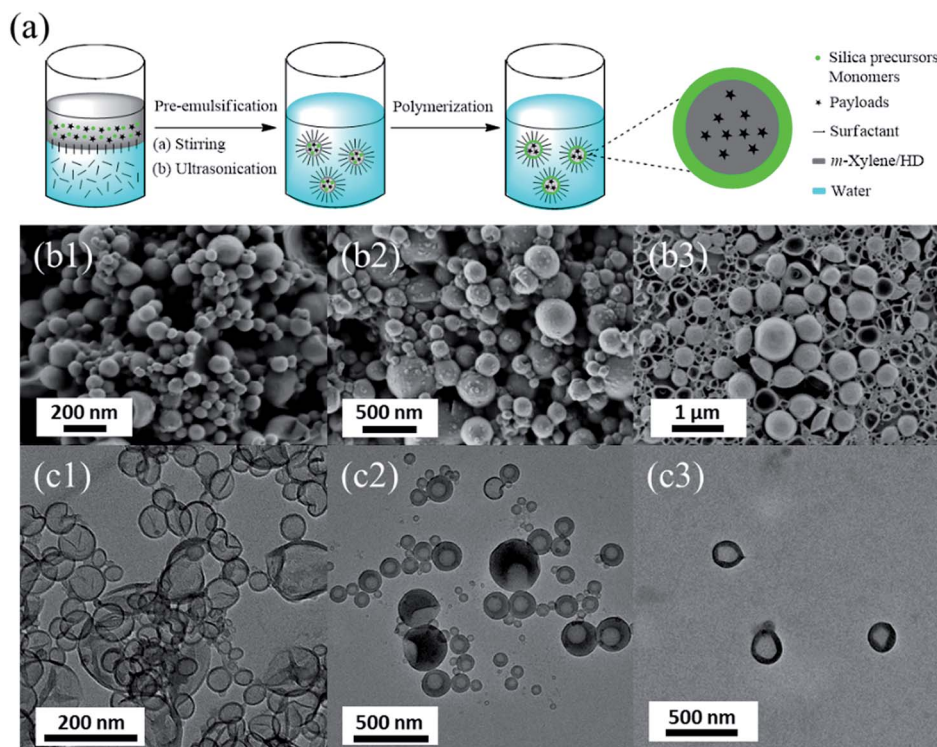 (a)
Pre-emulsification
(a) Stirring
(b) Ultrasonication
Polymerization
Silica precursors
Monomers
Payloads
Surfactant
m-Xylene/HD
Water
(b1)
200 nm
(b2)
500 nm
(b3)
1 μm
(c1)
200 nm
(c2)
500 nm
(c3)
500 nm